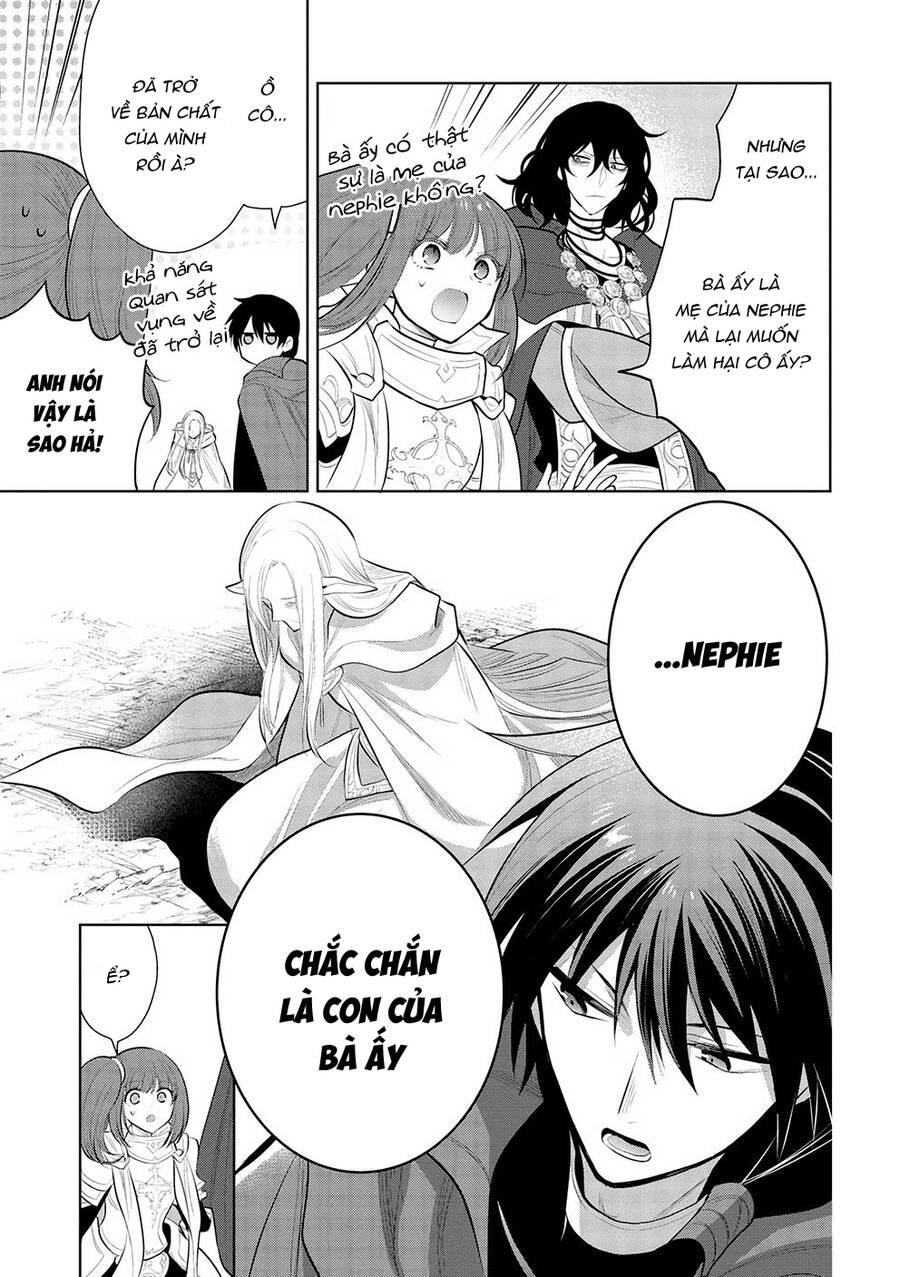 NHƯNG
TẠI SAO...
BÀ ẤY LÀ
MẸ CỦA NEPHIE
MÀ LẠI MUỐN
LÀM HẠI CÔ ẤY?
Bà ấy có thật
sự là mẹ của
nephie không?
Ồ
CÔ...
ĐÃ TRỞ
VỀ BẢN CHẤT
CỦA MÌNH
RỒI À?
khả năng
quan sát
vụng về
đã trở lại
ANH NÓI
VẬY LÀ
SAO HẢ!
...NEPHIE
CHẮC CHẮN
LÀ CON CỦA
BÀ ẤY
Ể?